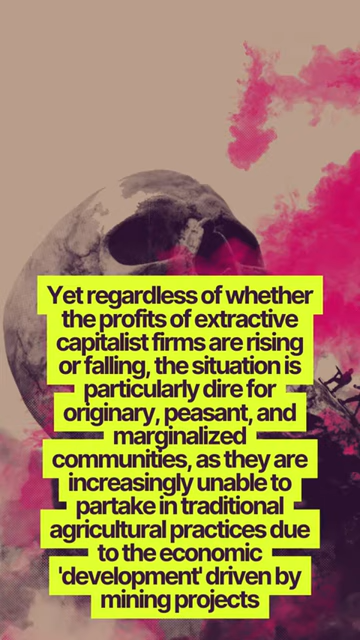 Yet regardless of whether
the profits of extractive
capitalist firms are rising
or falling, the situation is
particularly dire for
originary, peasant, and
marginalized
communities, as they are
increasingly unable to
partake in traditional
agricultural practices due
to the economic
'development' driven by
mining projects